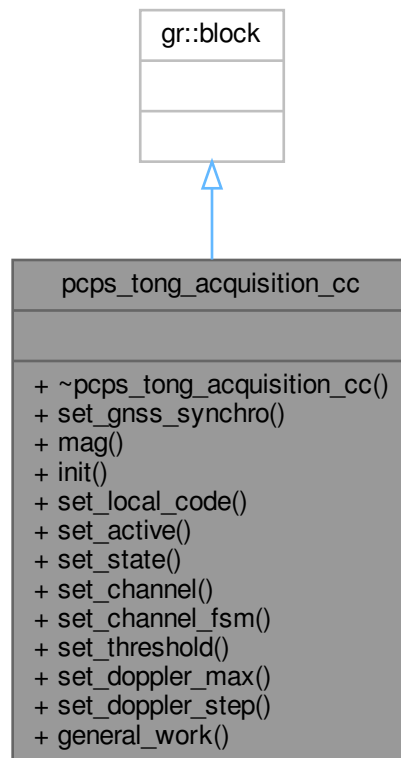 gr::block
pcps_tong_acquisition_cc
+ ~pcps_tong_acquisition_cc()
+ set_gnss_synchro()
+ mag()
+ init()
+ set_local_code()
+ set_active()
+ set_state()
+ set_channel()
+ set_channel_fsm()
+ set_threshold()
+ set_doppler_max()
+ set_doppler_step()
+ general_work()